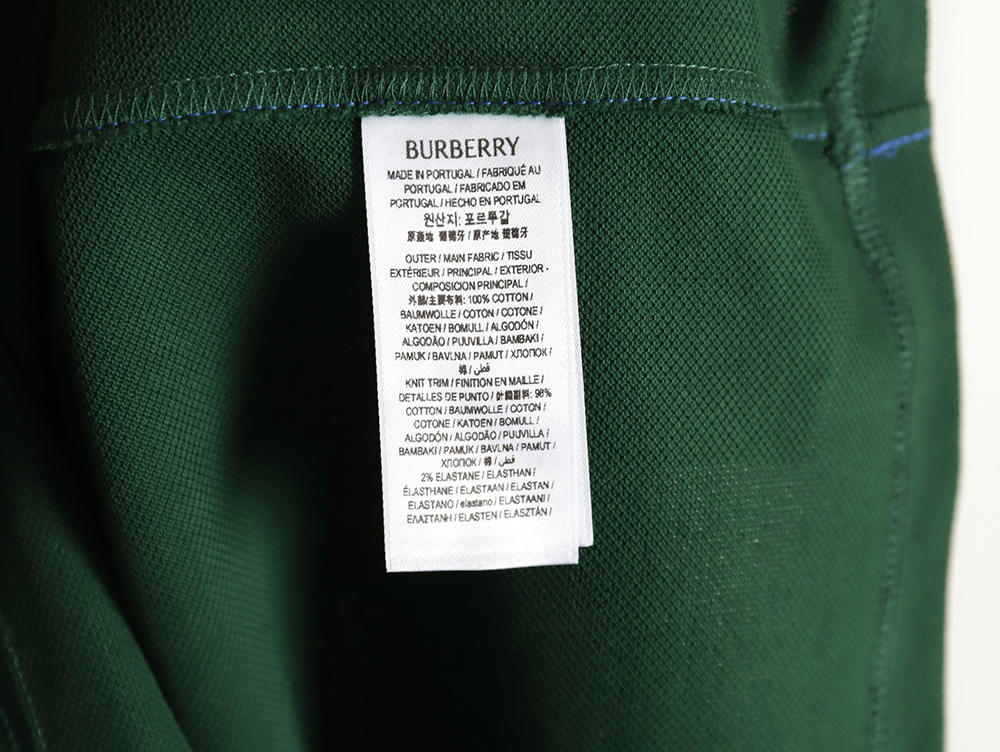 BURBERRY
MADE IN PORTUGAL / FABRIQUÉ AU
PORTUGAL / FABRICADO EM
PORTUGAL / HECHO EN PORTUGAL
원산지: 포르투갈
原產地 葡萄牙 / 原产地 葡萄牙
OUTER / MAIN FABRIC / TISSU
EXTÉRIEUR / PRINCIPAL / EXTERIOR -
COMPOSICION PRINCIPAL /
外部/主要布料: 100% COTTON /
BAUMWOLLE / COTON / COTONE /
KATOEN / BOMULL / ALGODÓN /
ALGODÃO / PUUVILLA / BAMBAKI /
PAMUK / BAVLNA / PAMUT / ХЛОПОК /
棉 / قطن
KNIT TRIM / FINITION EN MAILLE /
DETALLES DE PUNTO / 針織副料: 98%
COTTON / BAUMWOLLE / COTON /
COTONE / KATOEN / BOMULL /
ALGODÓN / ALGODÃO / PUUVILLA /
BAMBAKI / PAMUK / BAVLNA / PAMUT /
ХЛОПОК / 棉 / قطني
2% ELASTANE / ELASTHAN /
ÉLASTHANE / ELASTAAN / ELASTAN /
ELASTANO / elastano / ELASTAANI /
ΕΛΑΣΤΑΝΗ / ELASTEN / ELASZTÁN /